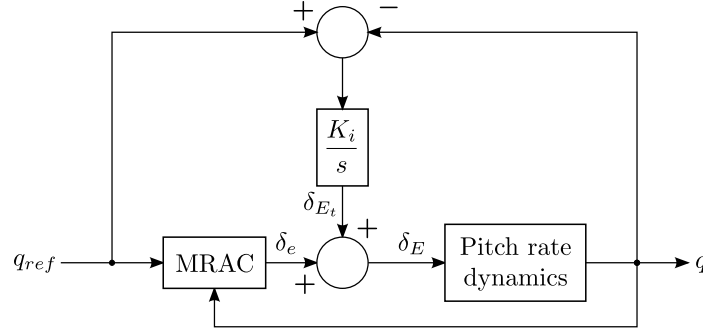 +
−
K_i
s
δ_{E_t}
+
q_{ref}
MRAC
δ_e
+
δ_E
Pitch rate
dynamics
q